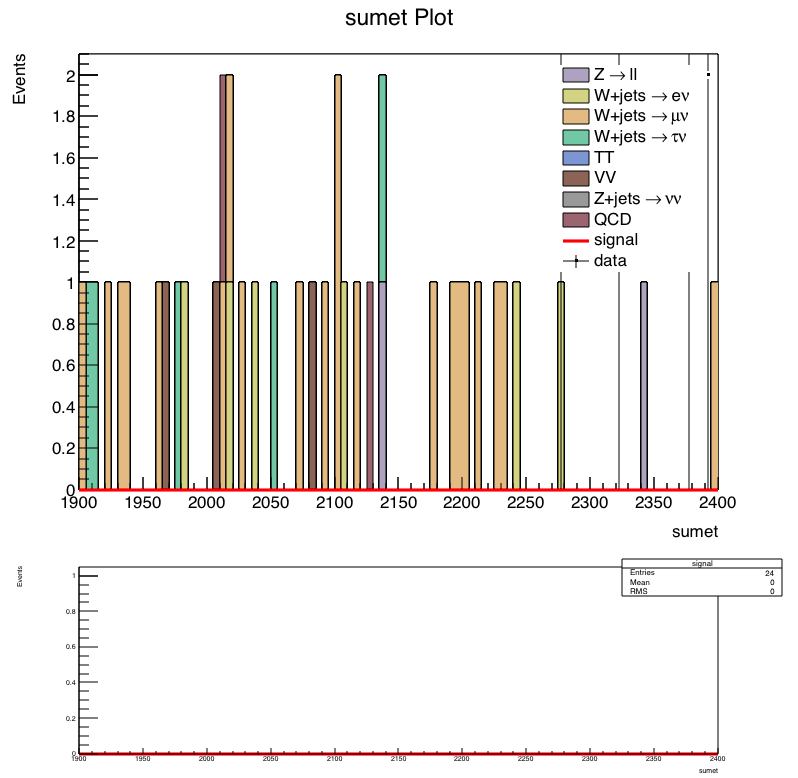 sumet Plot
Events
2
1.8
1.6
1.4
1.2
1
0.8
0.6
0.4
0.2
0
Z → ll
W+jets → eν
W+jets → μν
W+jets → τν
TT
VV
Z+jets → νν
QCD
signal
data
1900 1950 2000 2050 2100 2150 2200 2250 2300 2350 2400
sumet
Events
signal
Entries 24
Mean 0
RMS 0
1
0.8
0.6
0.4
0.2
0
1900 1950 2000 2050 2100 2150 2200 2250 2300 2350 2400
sumet